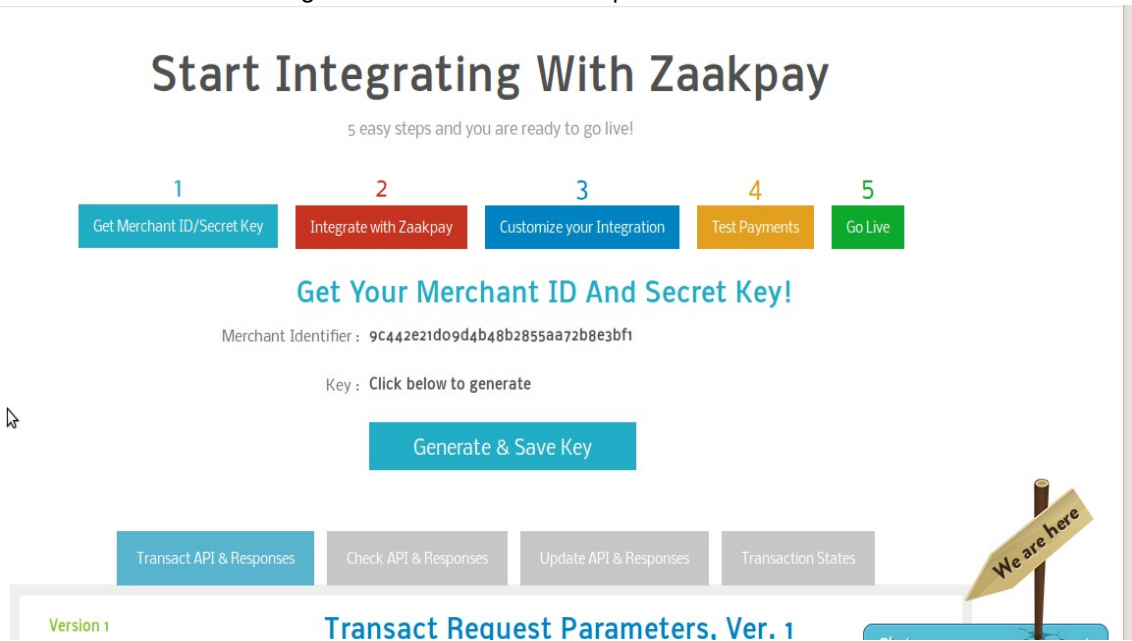 Start Integrating With Zaakpay
5 easy steps and you are ready to go live!
1 2 3 4 5
Get Merchant ID/Secret Key Integrate with Zaakpay Customize your Integration Test Payments Go Live
Get Your Merchant ID And Secret Key!
Merchant Identifier : 9c442e21d09d4b48b2855aa72b8e3bf1
Key : Click below to generate
Generate & Save Key
We are here
Transact API & Responses Check API & Responses Update API & Responses Transaction States
Version 1 Transact Request Parameters, Ver. 1